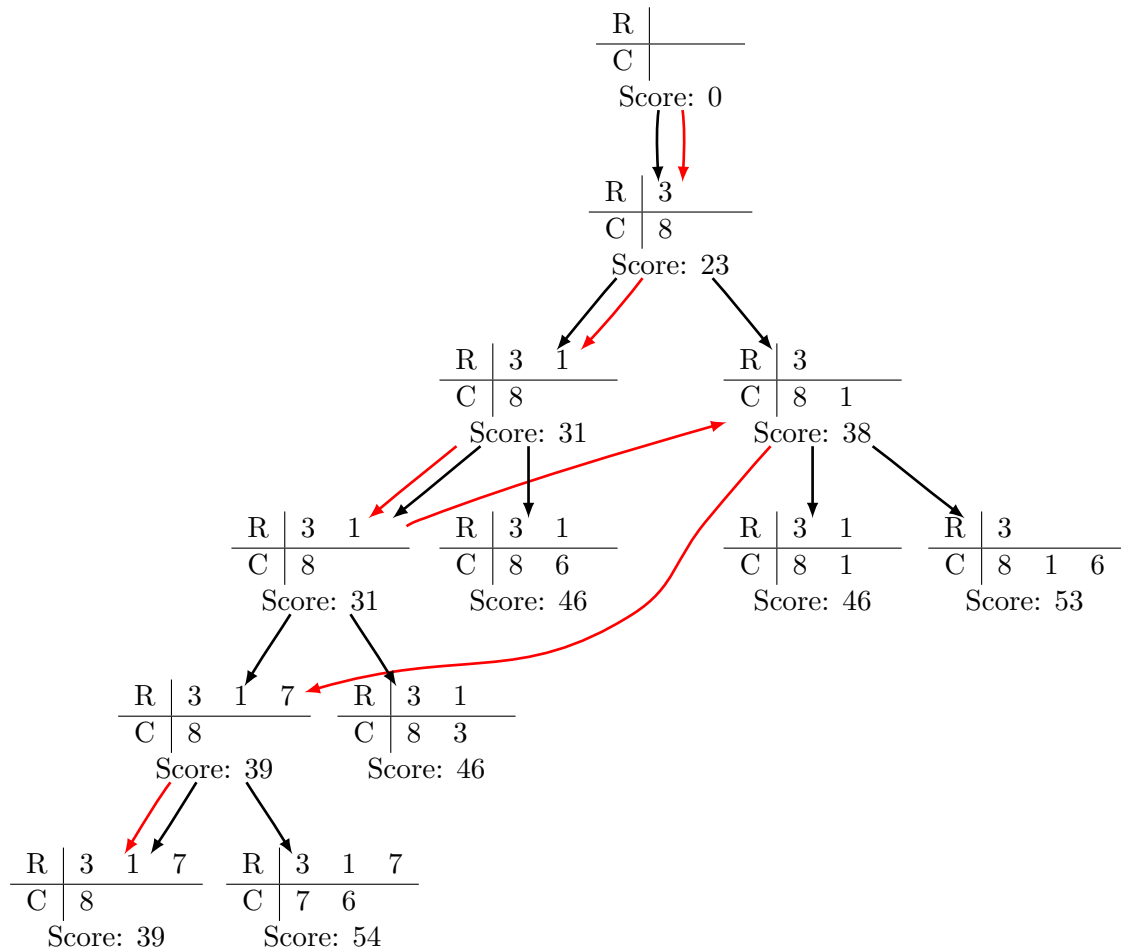 R
C
Score: 0
R 3
C 8
Score: 23
R 3 1
C 8
Score: 31
R 3
C 8 1
Score: 38
R 3 1
C 8
Score: 31
R 3 1
C 8 6
Score: 46
R 3 1
C 8 1
Score: 46
R 3
C 8 1 6
Score: 53
R 3 1 7
C 8
Score: 39
R 3 1
C 8 3
Score: 46
R 3 1 7
C 8
Score: 39
R 3 1 7
C 7 6
Score: 54